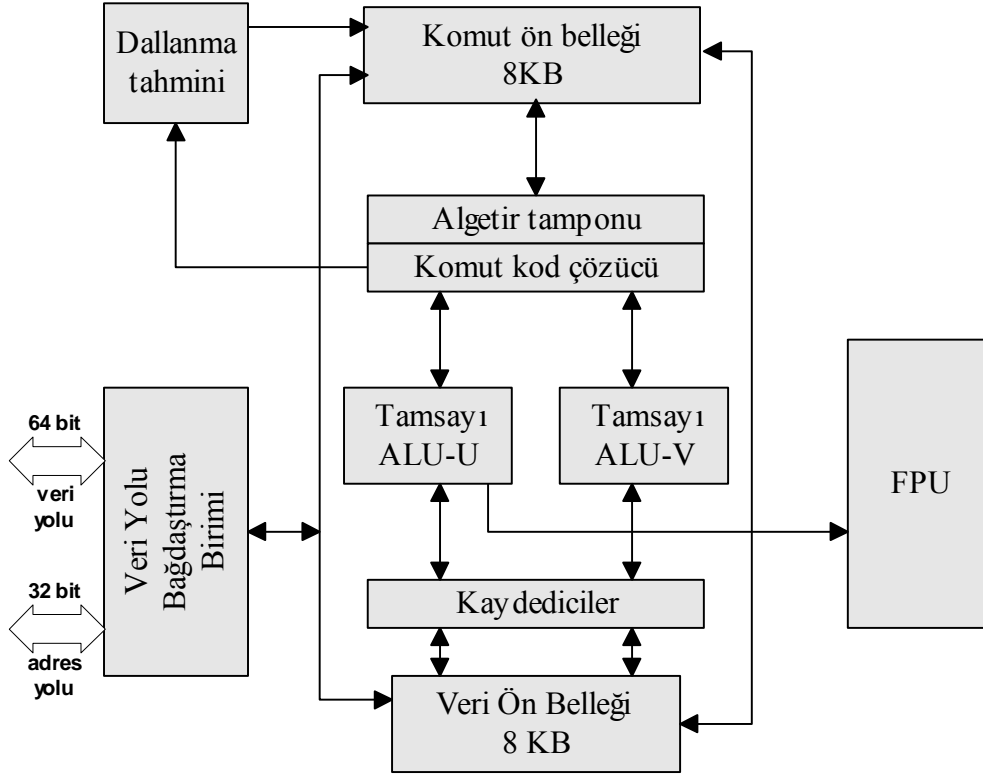 Dallanma
tahmini
Komut ön belleği
8KB
Algetir tamponu
Komut kod çözücü
Tamsayı
ALU-U
Tamsayı
ALU-V
FPU
64 bit
veri
yolu
32 bit
adres
yolu
Veri Yolu
Bağdaştırma
Birimi
Kaydediciler
Veri Ön Belleği
8 KB